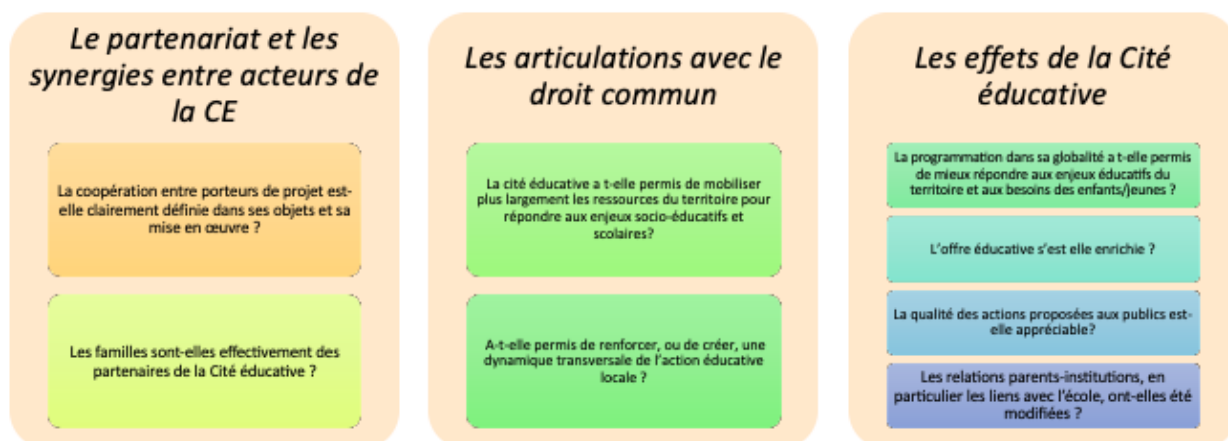 Le partenariat et les
synergies entre acteurs de
la CE
La coopération entre porteurs de projet est-
elle clairement définie dans ses objets et sa
mise en œuvre ?
Les familles sont-elles effectivement des
partenaires de la Cité éducative ?
Les articulations avec le
droit commun
La cité éducative a t-elle permis de mobiliser
plus largement les ressources du territoire pour
répondre aux enjeux socio-éducatifs et
scolaires?
A-t-elle permis de renforcer, ou de créer, une
dynamique transversale de l'action éducative
locale ?
Les effets de la Cité
éducative
La programmation dans sa globalité a t-elle permis
de mieux répondre aux enjeux éducatifs du
territoire et aux besoins des enfants/jeunes ?
L'offre éducative s'est elle enrichie ?
La qualité des actions proposées aux publics est-
elle appréciable?
Les relations parents-institutions, en
particulier les liens avec l'école, ont-elles été
modifiées ?